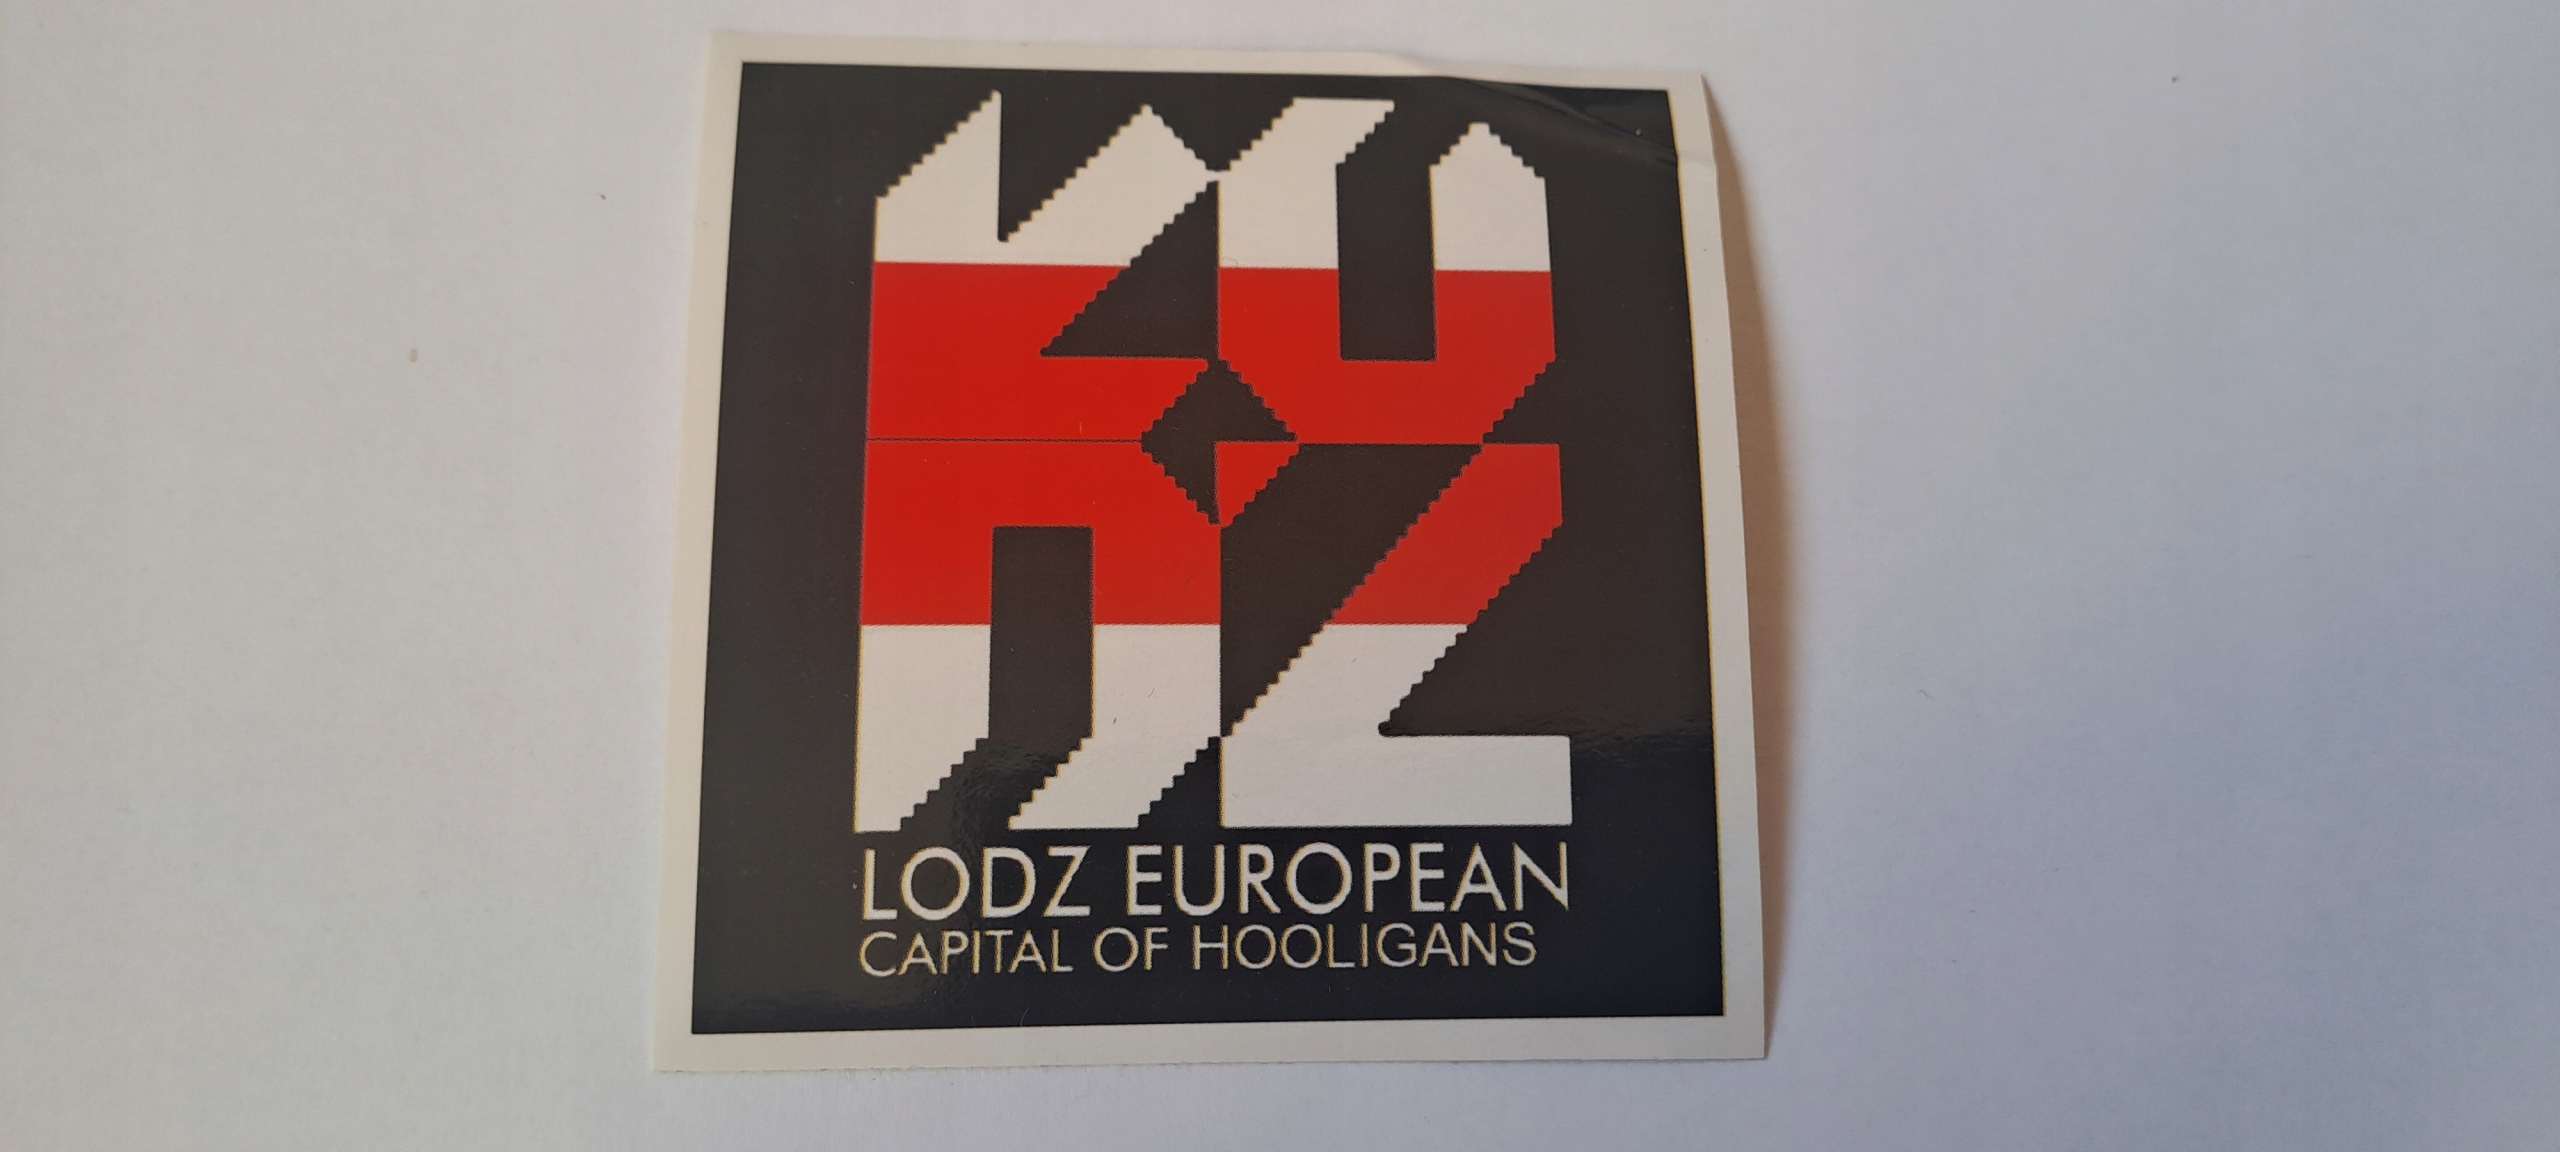 LODZ EUROPEAN
CAPITAL OF HOOLIGANS